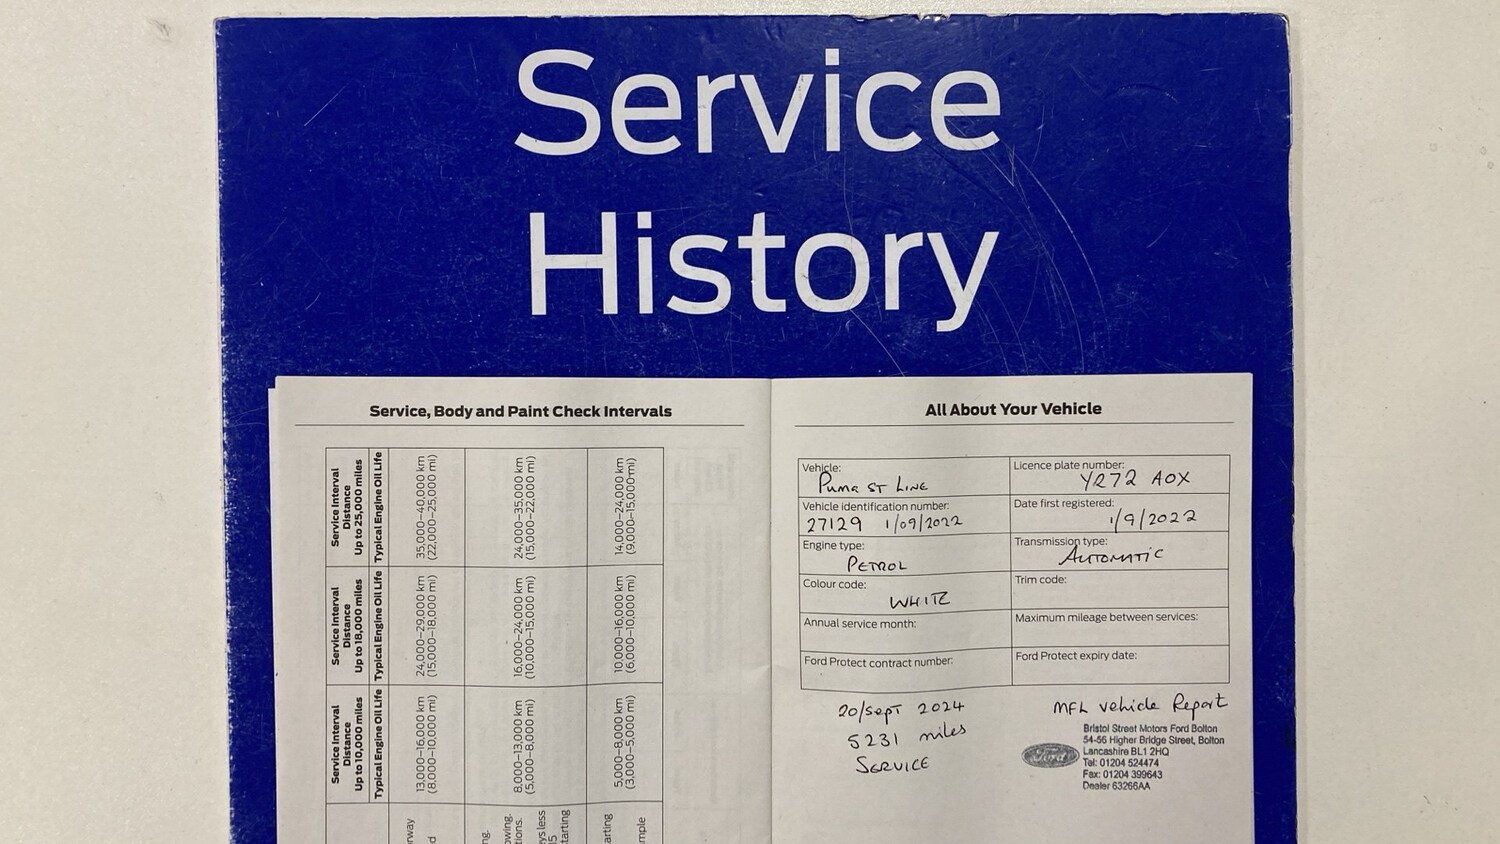 Service
History
Service, Body and Paint Check Intervals
Service Interval
Distance
Up to 25,000 miles
Typical Engine Oil Life
35,000–40,000 km
(22,000–25,000 mi)
24,000–35,000 km
(15,000–22,000 mi)
14,000–24,000 km
(9,000–15,000 mi)
Service Interval
Distance
Up to 18,000 miles
Typical Engine Oil Life
24,000–29,000 km
(15,000–18,000 mi)
16,000–24,000 km
(10,000–15,000 mi)
10,000–16,000 km
(6,000–10,000 mi)
Service Interval
Distance
Up to 10,000 miles
Typical Engine Oil Life
13,000–16,000 km
(8,000–10,000 mi)
8,000–13,000 km
(5,000–8,000 mi)
5,000–8,000 km
(3,000–5,000 mi)
All About Your Vehicle
Vehicle:
PUMA ST LINE
Licence plate number:
YR72 AOX
Vehicle identification number:
27129 1/09/2022
Date first registered:
1/9/2022
Engine type:
PETROL
Transmission type:
AUTOMATIC
Colour code:
WHITE
Trim code:
Annual service month:
Maximum mileage between services:
Ford Protect contract number:
Ford Protect expiry date:
20/SEPT 2024
5231 miles
SERVICE
MFL Vehicle Report
Ford
Bristol Street Motors Ford Bolton
54-56 Higher Bridge Street, Bolton
Lancashire BL1 2HQ
Tel: 01204 524474
Fax: 01204 399643
Dealer 63266AA